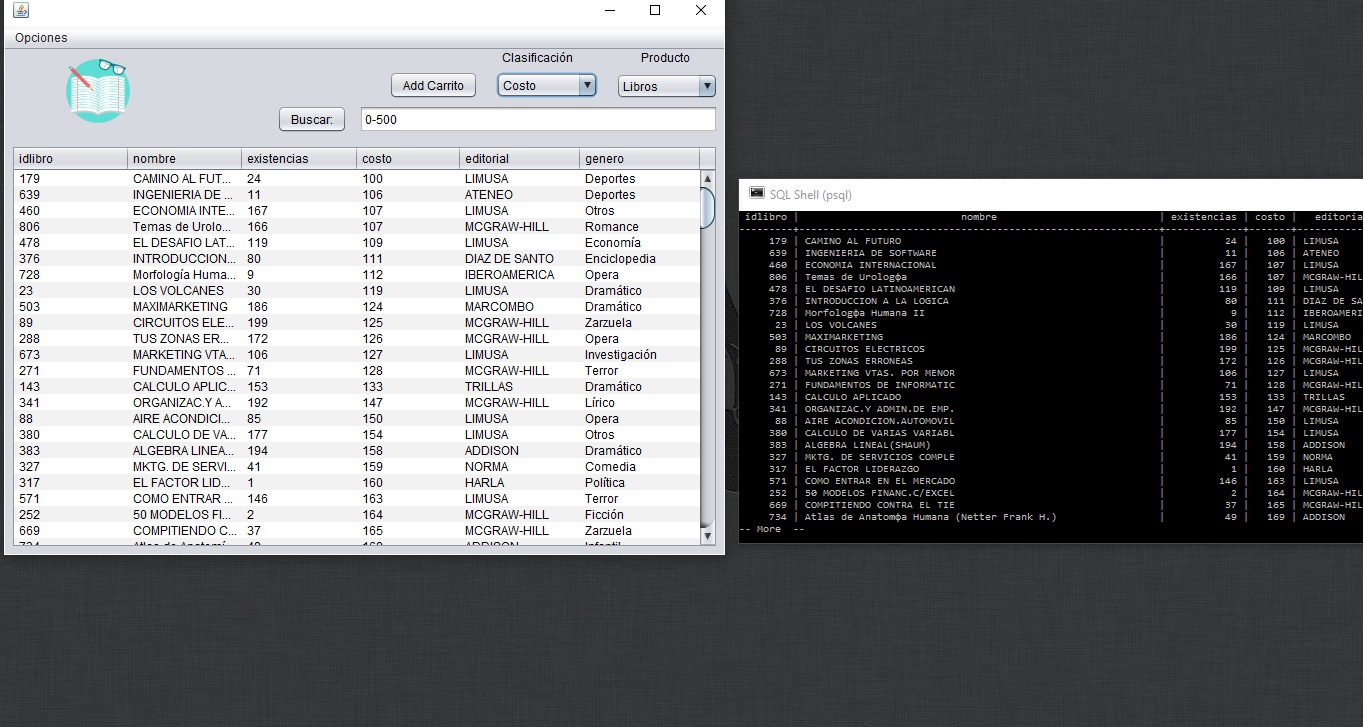 Opciones
Clasificación Producto
Add Carrito Costo Libros
Buscar: 0-500
idlibro nombre existencias costo editorial genero
179 CAMINO AL FUT... 24 100 LIMUSA Deportes
639 INGENIERIA DE ... 11 106 ATENEO Deportes
460 ECONOMIA INTE... 167 107 LIMUSA Otros
806 Temas de Urolo... 166 107 MCGRAW-HILL Romance
478 EL DESAFIO LAT... 119 109 LIMUSA Economía
376 INTRODUCCION... 80 111 DIAZ DE SANTO Enciclopedia
728 Morfología Huma... 9 112 IBEROAMERICA Opera
23 LOS VOLCANES 30 119 LIMUSA Dramático
503 MAXIMARKETING 186 124 MARCOMBO Dramático
89 CIRCUITOS ELE... 199 125 MCGRAW-HILL Zarzuela
288 TUS ZONAS ER... 172 126 MCGRAW-HILL Opera
673 MARKETING VTA... 106 127 LIMUSA Investigación
271 FUNDAMENTOS ... 71 128 MCGRAW-HILL Terror
143 CALCULO APLIC... 153 133 TRILLAS Dramático
341 ORGANIZAC.Y A... 192 147 MCGRAW-HILL Lírico
88 AIRE ACONDICI... 85 150 LIMUSA Opera
380 CALCULO DE VA... 177 154 LIMUSA Otros
383 ALGEBRA LINEA... 194 158 ADDISON Dramático
327 MKTG. DE SERVI... 41 159 NORMA Comedia
317 EL FACTOR LID... 1 160 HARLA Política
571 COMO ENTRAR ... 146 163 LIMUSA Terror
252 50 MODELOS FI... 2 164 MCGRAW-HILL Ficción
669 COMPITIENDO C... 37 165 MCGRAW-HILL Zarzuela
SQL Shell (psql)
idlibro | nombre | existencias | costo | editoria
179 | CAMINO AL FUTURO | 24 | 100 | LIMUSA
639 | INGENIERIA DE SOFTWARE | 11 | 106 | ATENEO
460 | ECONOMIA INTERNACIONAL | 167 | 107 | LIMUSA
806 | Temas de Urologфa | 166 | 107 | MCGRAW-HIL
478 | EL DESAFIO LATINOAMERICAN | 119 | 109 | LIMUSA
376 | INTRODUCCION A LA LOGICA | 80 | 111 | DIAZ DE SA
728 | Morfologфa Humana II | 9 | 112 | IBEROAMERI
23 | LOS VOLCANES | 30 | 119 | LIMUSA
503 | MAXIMARKETING | 186 | 124 | MARCOMBO
89 | CIRCUITOS ELECTRICOS | 199 | 125 | MCGRAW-HIL
288 | TUS ZONAS ERRONEAS | 172 | 126 | MCGRAW-HIL
673 | MARKETING VTAS. POR MENOR | 106 | 127 | LIMUSA
271 | FUNDAMENTOS DE INFORMATIC | 71 | 128 | MCGRAW-HIL
143 | CALCULO APLICADO | 153 | 133 | TRILLAS
341 | ORGANIZAC.Y ADMIN.DE EMP. | 192 | 147 | MCGRAW-HIL
88 | AIRE ACONDICION.AUTOMOVIL | 85 | 150 | LIMUSA
380 | CALCULO DE VARIAS VARIABL | 177 | 154 | LIMUSA
383 | ALGEBRA LINEAL(SHAUM) | 194 | 158 | ADDISON
327 | MKTG. DE SERVICIOS COMPLE | 41 | 159 | NORMA
317 | EL FACTOR LIDERAZGO | 1 | 160 | HARLA
571 | COMO ENTRAR EN EL MERCADO | 146 | 163 | LIMUSA
252 | 50 MODELOS FINANC.C/EXCEL | 2 | 164 | MCGRAW-HIL
669 | COMPITIENDO CONTRA EL TIE | 37 | 165 | MCGRAW-HIL
734 | Atlas de Anatomфa Humana (Netter Frank H.) | 49 | 169 | ADDISON
-- More --